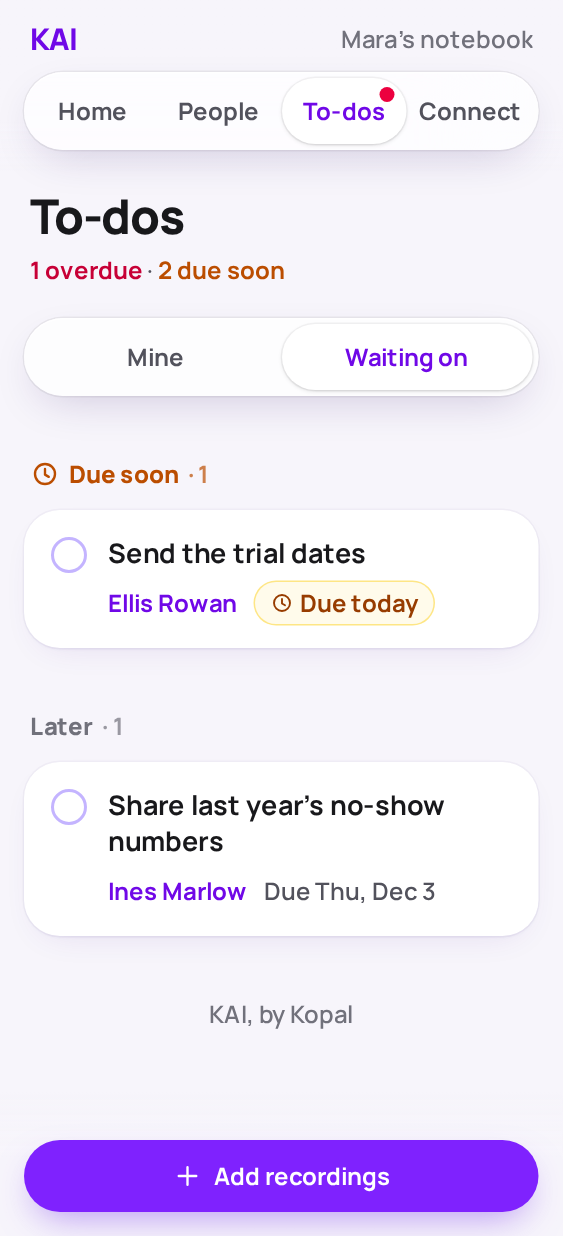 KAI
Mara's notebook
Home
People
To-dos
Connect
To-dos
1 overdue · 2 due soon
Mine
Waiting on
Due soon · 1
Send the trial dates
Ellis Rowan
Due today
Later · 1
Share last year's no-show
numbers
Ines Marlow
Due Thu, Dec 3
KAI, by Kopal
Add recordings